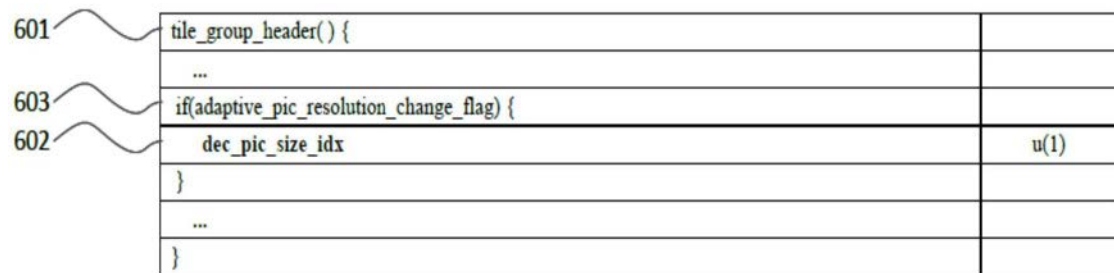 601 tile_group_header( ) {
...
603 if(adaptive_pic_resolution_change_flag) {
602 dec_pic_size_idx u(1)
}
...
}